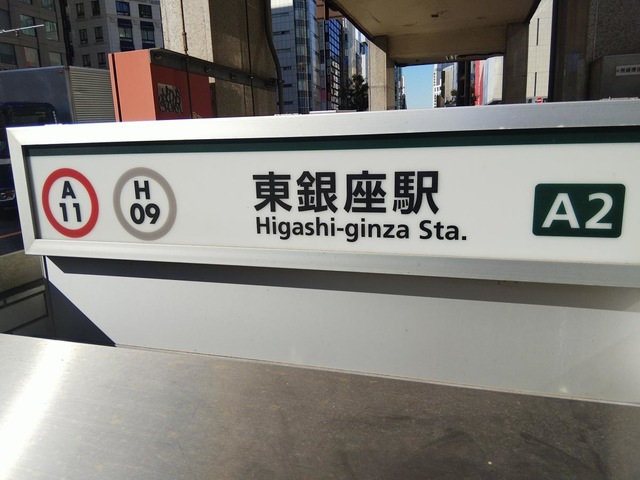 A
11
H
09
東銀座駅
Higashi-ginza Sta.
A2